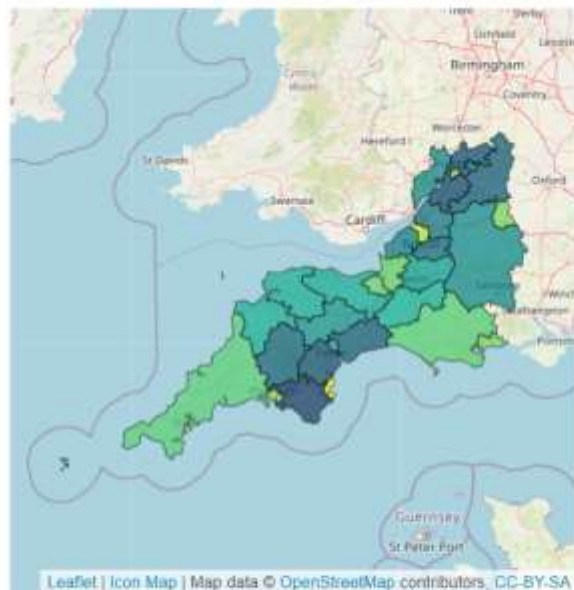 Lichfield
Birmingham
Coventry
Worcester
Hereford
St Davids
Oxford
Swansea
Cardiff
Guernsey
St Peter Port
Leaflet | Icon Map | Map data © OpenStreetMap contributors, CC-BY-SA